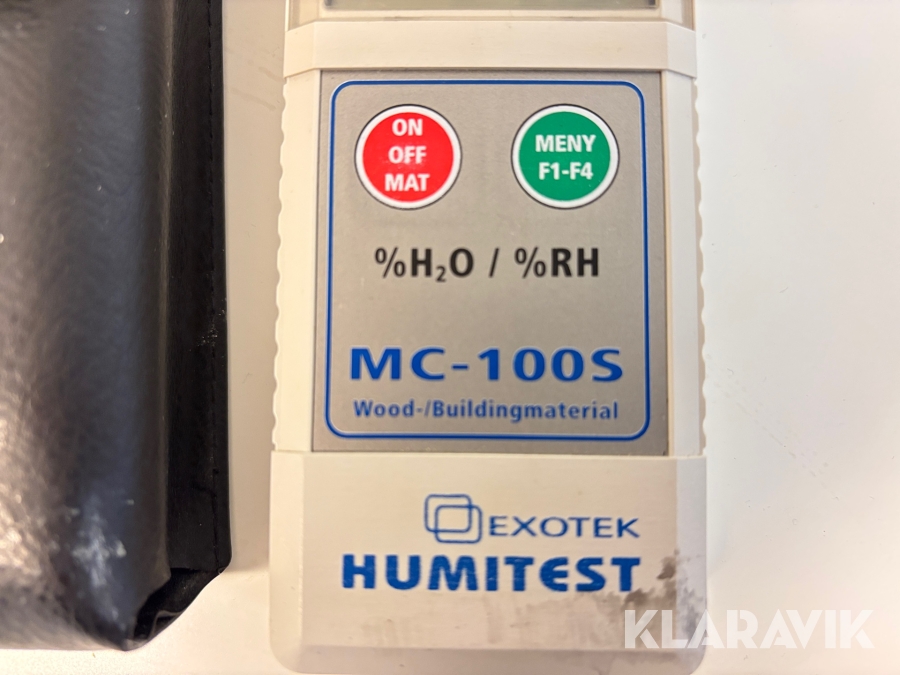 ON
OFF
MAT
MENY
F1-F4
%H₂O / %RH
MC-100S
Wood-/Buildingmaterial
EXOTEK
HUMITEST
KLARAVIK